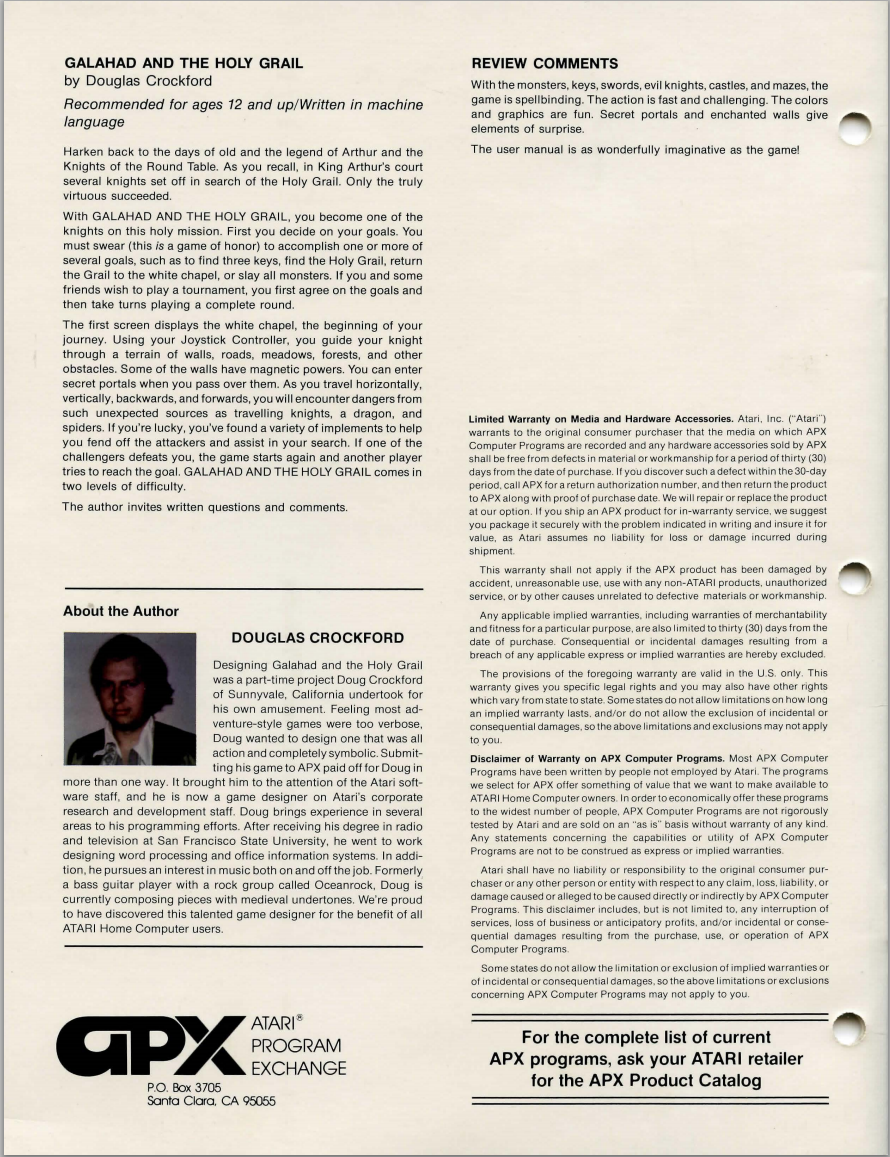 GALAHAD AND THE HOLY GRAIL
by Douglas Crockford
Recommended for ages 12 and up/Written in machine
language
Harken back to the days of old and the legend of Arthur and the
Knights of the Round Table. As you recall, in King Arthur's court
several knights set off in search of the Holy Grail. Only the truly
virtuous succeeded.
With GALAHAD AND THE HOLY GRAIL, you become one of the
knights on this holy mission. First you decide on your goals. You
must swear (this is a game of honor) to accomplish one or more of
several goals, such as to find three keys, find the Holy Grail, return
the Grail to the white chapel, or slay all monsters. If you and some
friends wish to play a tournament, you first agree on the goals and
then take turns playing a complete round.
The first screen displays the white chapel, the beginning of your
journey. Using your Joystick Controller, you guide your knight
through a terrain of walls, roads, meadows, forests, and other
obstacles. Some of the walls have magnetic powers. You can enter
secret portals when you pass over them. As you travel horizontally,
vertically, backwards, and forwards, you will encounter dangers from
such unexpected sources as travelling knights, a dragon, and
spiders. If you're lucky, you've found a variety of implements to help
you fend off the attackers and assist in your search. If one of the
challengers defeats you, the game starts again and another player
tries to reach the goal. GALAHAD AND THE HOLY GRAIL comes in
two levels of difficulty.
The author invites written questions and comments.
About the Author
DOUGLAS CROCKFORD
Designing Galahad and the Holy Grail
was a part-time project Doug Crockford
of Sunnyvale, California undertook for
his own amusement. Feeling most ad-
venture-style games were too verbose,
Doug wanted to design one that was all
action and completely symbolic. Submit-
ting his game to APX paid off for Doug in
more than one way. It brought him to the attention of the Atari soft-
ware staff, and he is now a game designer on Atari's corporate
research and development staff. Doug brings experience in several
areas to his programming efforts. After receiving his degree in radio
and television at San Francisco State University, he went to work
designing word processing and office information systems. In addi-
tion, he pursues an interest in music both on and off the job. Formerly
a bass guitar player with a rock group called Oceanrock, Doug is
currently composing pieces with medieval undertones. We're proud
to have discovered this talented game designer for the benefit of all
ATARI Home Computer users.
APX ATARI®
PROGRAM
EXCHANGE
P.O. Box 3705
Santa Clara, CA 95055
REVIEW COMMENTS
With the monsters, keys, swords, evil knights, castles, and mazes, the
game is spellbinding. The action is fast and challenging. The colors
and graphics are fun. Secret portals and enchanted walls give
elements of surprise.
The user manual is as wonderfully imaginative as the game!
Limited Warranty on Media and Hardware Accessories. Atari, Inc. ("Atari")
warrants to the original consumer purchaser that the media on which APX
Computer Programs are recorded and any hardware accessories sold by APX
shall be free from defects in material or workmanship for a period of thirty (30)
days from the date of purchase. If you discover such a defect within the 30-day
period, call APX for a return authorization number, and then return the product
to APX along with proof of purchase date. We will repair or replace the product
at our option. If you ship an APX product for in-warranty service, we suggest
you package it securely with the problem indicated in writing and insure it for
value, as Atari assumes no liability for loss or damage incurred during
shipment.
This warranty shall not apply if the APX product has been damaged by
accident, unreasonable use, use with any non-ATARI products, unauthorized
service, or by other causes unrelated to defective materials or workmanship.
Any applicable implied warranties, including warranties of merchantability
and fitness for a particular purpose, are also limited to thirty (30) days from the
date of purchase. Consequential or incidental damages resulting from a
breach of any applicable express or implied warranties are hereby excluded.
The provisions of the foregoing warranty are valid in the U.S. only. This
warranty gives you specific legal rights and you may also have other rights
which vary from state to state. Some states do not allow limitations on how long
an implied warranty lasts, and/or do not allow the exclusion of incidental or
consequential damages, so the above limitations and exclusions may not apply
to you.
Disclaimer of Warranty on APX Computer Programs. Most APX Computer
Programs have been written by people not employed by Atari. The programs
we select for APX offer something of value that we want to make available to
ATARI Home Computer owners. In order to economically offer these programs
to the widest number of people, APX Computer Programs are not rigorously
tested by Atari and are sold on an "as is" basis without warranty of any kind.
Any statements concerning the capabilities or utility of APX Computer
Programs are not to be construed as express or implied warranties.
Atari shall have no liability or responsibility to the original consumer pur-
chaser or any other person or entity with respect to any claim, loss, liability, or
damage caused or alleged to be caused directly or indirectly by APX Computer
Programs. This disclaimer includes, but is not limited to, any interruption of
services, loss of business or anticipatory profits, and/or incidental or conse-
quential damages resulting from the purchase, use, or operation of APX
Computer Programs.
Some states do not allow the limitation or exclusion of implied warranties or
of incidental or consequential damages, so the above limitations or exclusions
concerning APX Computer Programs may not apply to you.
For the complete list of current
APX programs, ask your ATARI retailer
for the APX Product Catalog